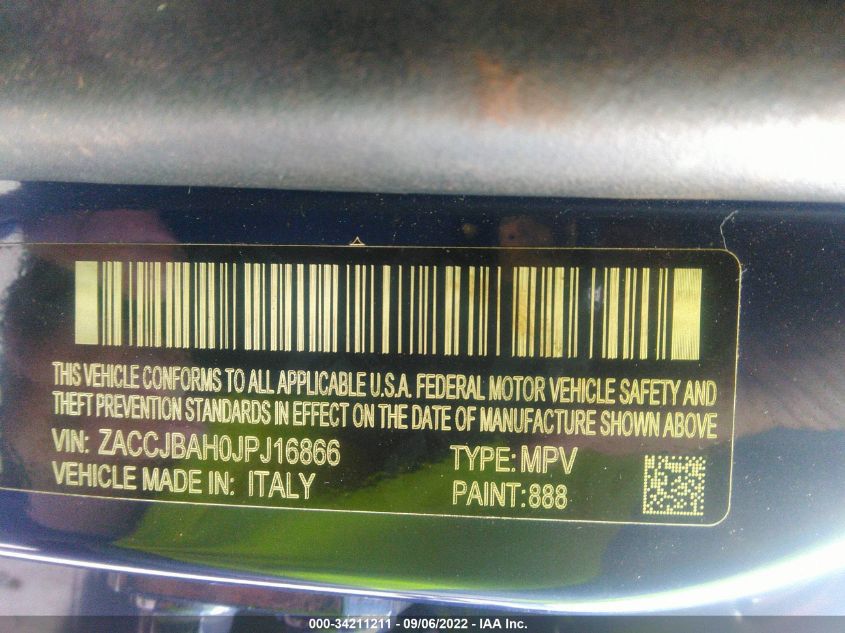 THIS VEHICLE CONFORMS TO ALL APPLICABLE U.S.A. FEDERAL MOTOR VEHICLE SAFETY AND
THEFT PREVENTION STANDARDS IN EFFECT ON THE DATE OF MANUFACTURE SHOWN ABOVE
VIN: ZACCJBAH0JPJ16866 TYPE: MPV
VEHICLE MADE IN: ITALY PAINT:888
000-34211211 - 09/06/2022 - IAA Inc.